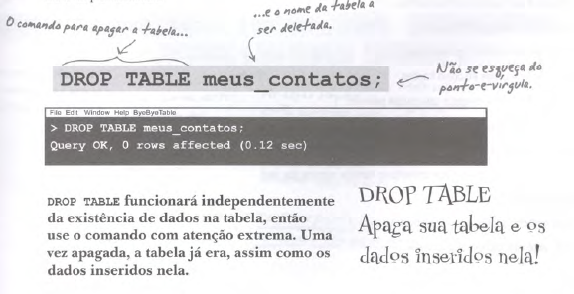 O comando para apagar a tabela...
...e o nome da tabela a
ser deletada.
DROP TABLE meus_contatos;
Não se esqueça do
ponto-e-vírgula.
File Edt Window Help ByeByeTable
> DROP TABLE meus_contatos;
Query OK, 0 rows affected (0.12 sec)
DROP TABLE funcionará independentemente
da existência de dados na tabela, então
use o comando com atenção extrema. Uma
vez apagada, a tabela já era, assim como os
dados inseridos nela.
DROP TABLE
Apaga sua tabela e os
dados inseridos nela!